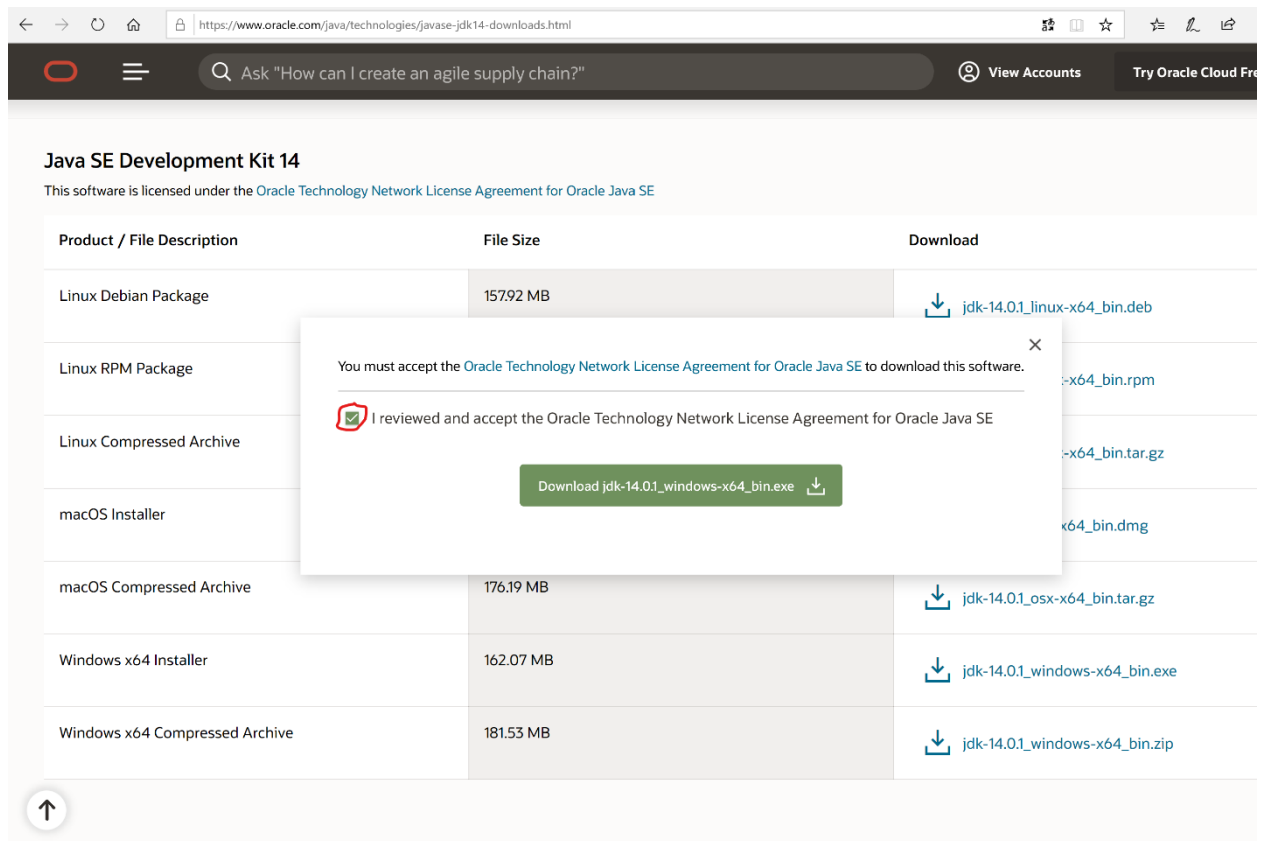 https://www.oracle.com/java/technologies/javase-jdk14-downloads.html
Ask "How can I create an agile supply chain?"
View Accounts
Try Oracle Cloud Fre
Java SE Development Kit 14
This software is licensed under the Oracle Technology Network License Agreement for Oracle Java SE
Product / File Description File Size Download
Linux Debian Package 157.92 MB jdk-14.0.1_linux-x64_bin.deb
You must accept the Oracle Technology Network License Agreement for Oracle Java SE to download this software.
Linux RPM Package -x64_bin.rpm
I reviewed and accept the Oracle Technology Network License Agreement for Oracle Java SE
Linux Compressed Archive -x64_bin.tar.gz
Download jdk-14.0.1_windows-x64_bin.exe
macOS Installer x64_bin.dmg
macOS Compressed Archive 176.19 MB jdk-14.0.1_osx-x64_bin.tar.gz
Windows x64 Installer 162.07 MB jdk-14.0.1_windows-x64_bin.exe
Windows x64 Compressed Archive 181.53 MB jdk-14.0.1_windows-x64_bin.zip